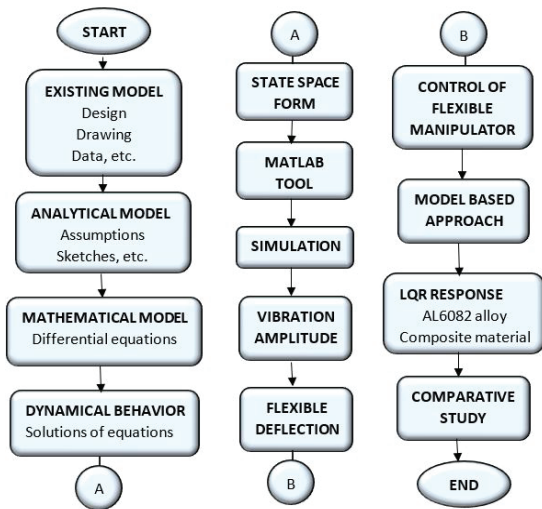 START
EXISTING MODEL
Design
Drawing
Data, etc.
ANALYTICAL MODEL
Assumptions
Sketches, etc.
MATHEMATICAL MODEL
Differential equations
DYNAMICAL BEHAVIOR
Solutions of equations
A
A
STATE SPACE
FORM
MATLAB
TOOL
SIMULATION
VIBRATION
AMPLITUDE
FLEXIBLE
DEFLECTION
B
B
CONTROL OF
FLEXIBLE
MANIPULATOR
MODEL BASED
APPROACH
LQR RESPONSE
AL6082 alloy
Composite material
COMPARATIVE
STUDY
END